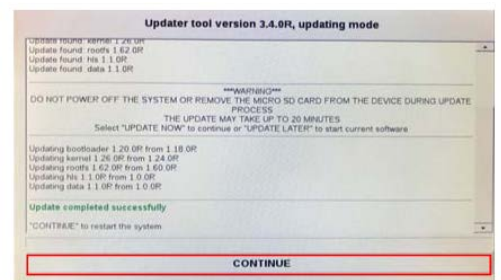 Updater tool version 3.4.0R, updating mode
Update found: kernel 1.26.0R
Update found: rootfs 1.62.0R
Update found: hls 1.1.0R
Update found: data 1.1.0R
***WARNING***
DO NOT POWER OFF THE SYSTEM OR REMOVE THE MICRO SD CARD FROM THE DEVICE DURING UPDATE
PROCESS
THE UPDATE MAY TAKE UP TO 20 MINUTES
Select "UPDATE NOW" to continue or "UPDATE LATER" to start current software
Updating bootloader 1.20.0R from 1.18.0R
Updating kernel 1.26.0R from 1.24.0R
Updating rootfs 1.62.0R from 1.60.0R
Updating hls 1.1.0R from 1.0.0R
Updating data 1.1.0R from 1.0.0R
Update completed successfully
"CONTINUE" to restart the system
CONTINUE